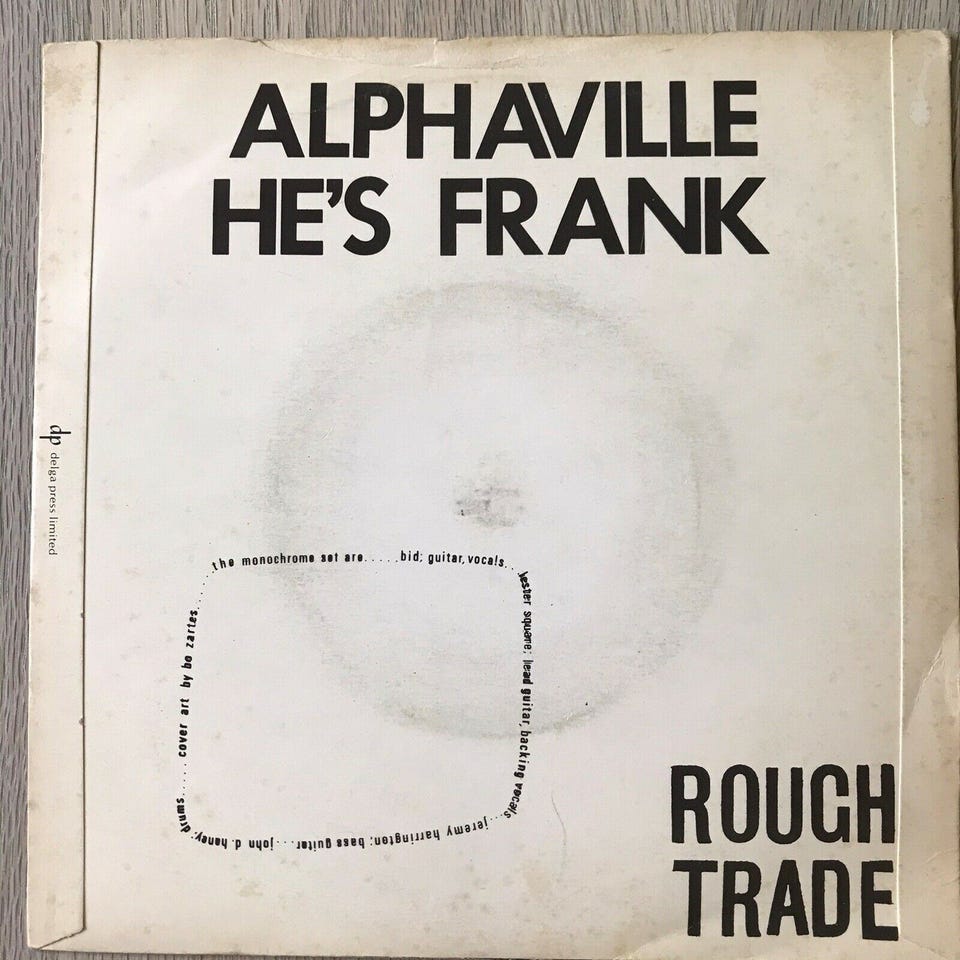 ALPHAVILLE
HE'S FRANK
dp delga press limited
the monochrome set are.....bid; guitar,vocals...
jester square; lead guitar, backing vocals...
jeremy harrington; bass guitar....john d. haney; drums.....
cover art by bo zartes.....
ROUGH
TRADE